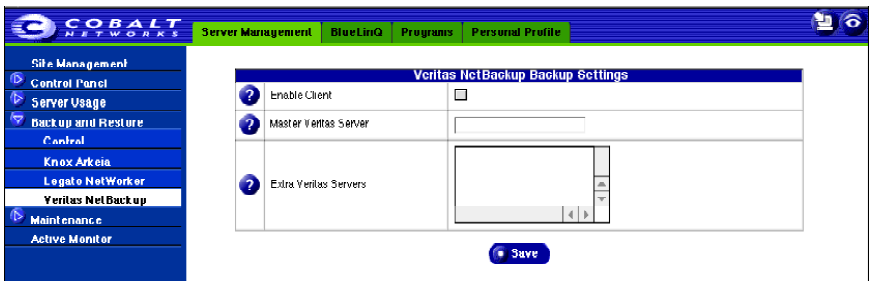 COBALT
NETWORKS
Server Management BlueLinQ Programs Personal Profile
Site Management
Control Panel
Server Usage
Backup and Restore
Control
Knox Arkeia
Legato NetWorker
Veritas NetBackup
Maintenance
Active Monitor
Veritas NetBackup Backup Settings
Enable Client
Master Veritas Server
Extra Veritas Servers
Save